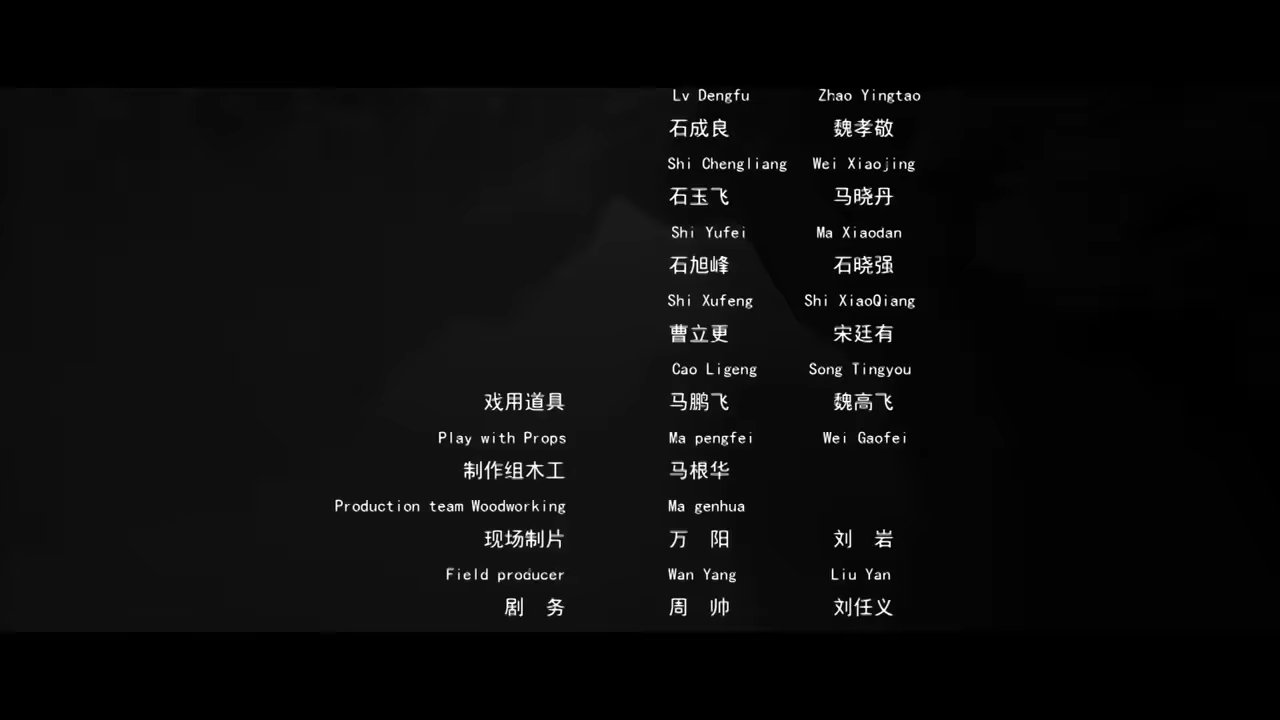 Lv Dengfu Zhao Yingtao
石成良 魏孝敬
Shi Chengliang Wei Xiaojing
石玉飞 马晓丹
Shi Yufei Ma Xiaodan
石旭峰 石晓强
Shi Xufeng Shi XiaoQiang
曹立更 宋廷有
Cao Ligeng Song Tingyou
戏用道具 马鹏飞 魏高飞
Play with Props Ma pengfei Wei Gaofei
制作组木工 马根华
Production team Woodworking Ma genhua
现场制片 万 阳 刘 岩
Field producer Wan Yang Liu Yan
剧 务 周 帅 刘任义